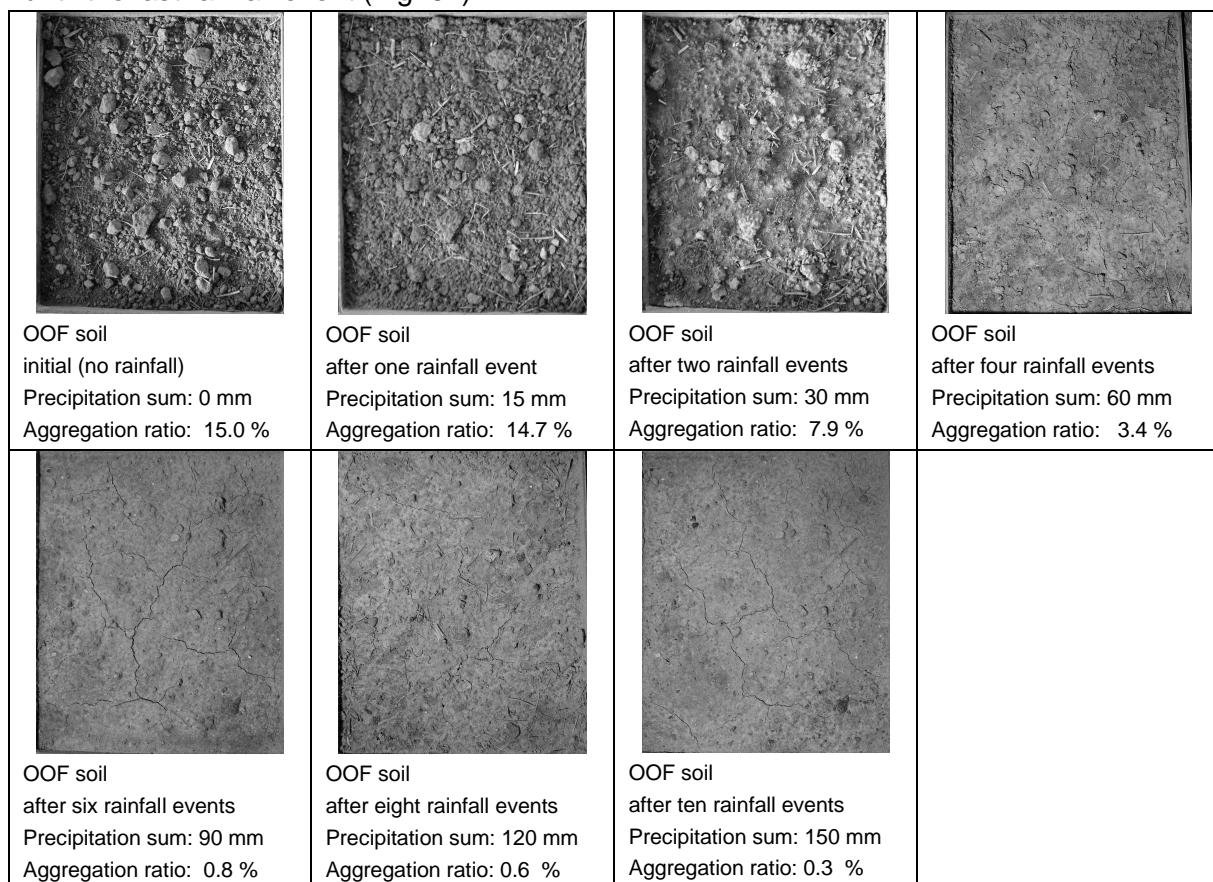 OOF soil
initial (no rainfall)
Precipitation sum: 0 mm
Aggregation ratio: 15.0 %
OOF soil
after one rainfall event
Precipitation sum: 15 mm
Aggregation ratio: 14.7 %
OOF soil
after two rainfall events
Precipitation sum: 30 mm
Aggregation ratio: 7.9 %
OOF soil
after four rainfall events
Precipitation sum: 60 mm
Aggregation ratio: 3.4 %
OOF soil
after six rainfall events
Precipitation sum: 90 mm
Aggregation ratio: 0.8 %
OOF soil
after eight rainfall events
Precipitation sum: 120 mm
Aggregation ratio: 0.6 %
OOF soil
after ten rainfall events
Precipitation sum: 150 mm
Aggregation ratio: 0.3 %